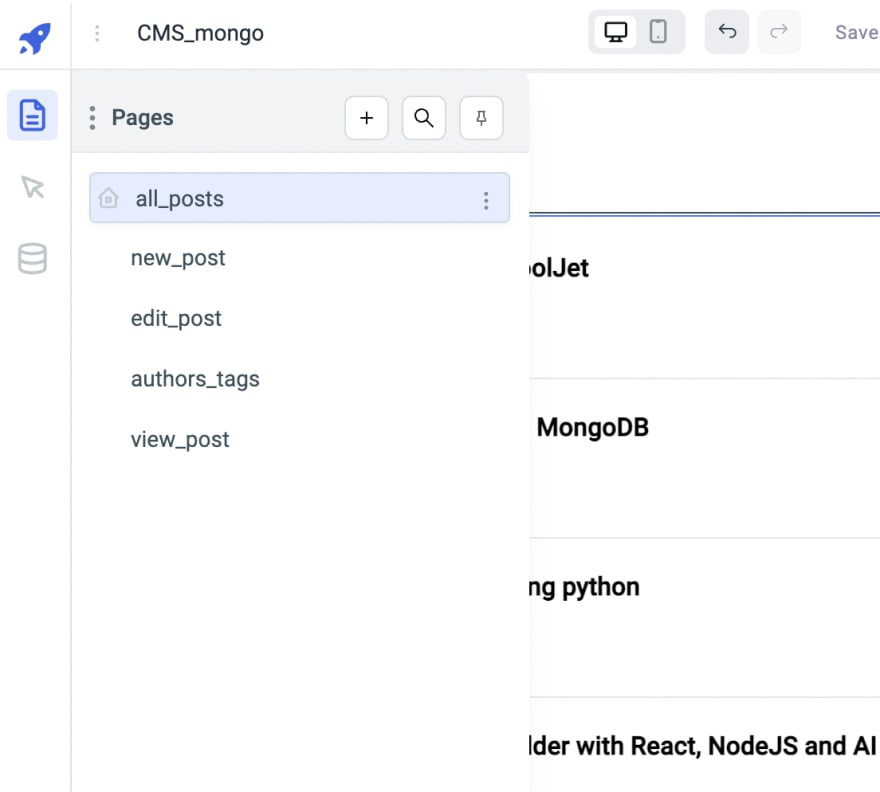 CMS_mongo
Save
Pages
all_posts
new_post
edit_post
authors_tags
view_post
olJet
MongoDB
ng python
lder with React, NodeJS and AI